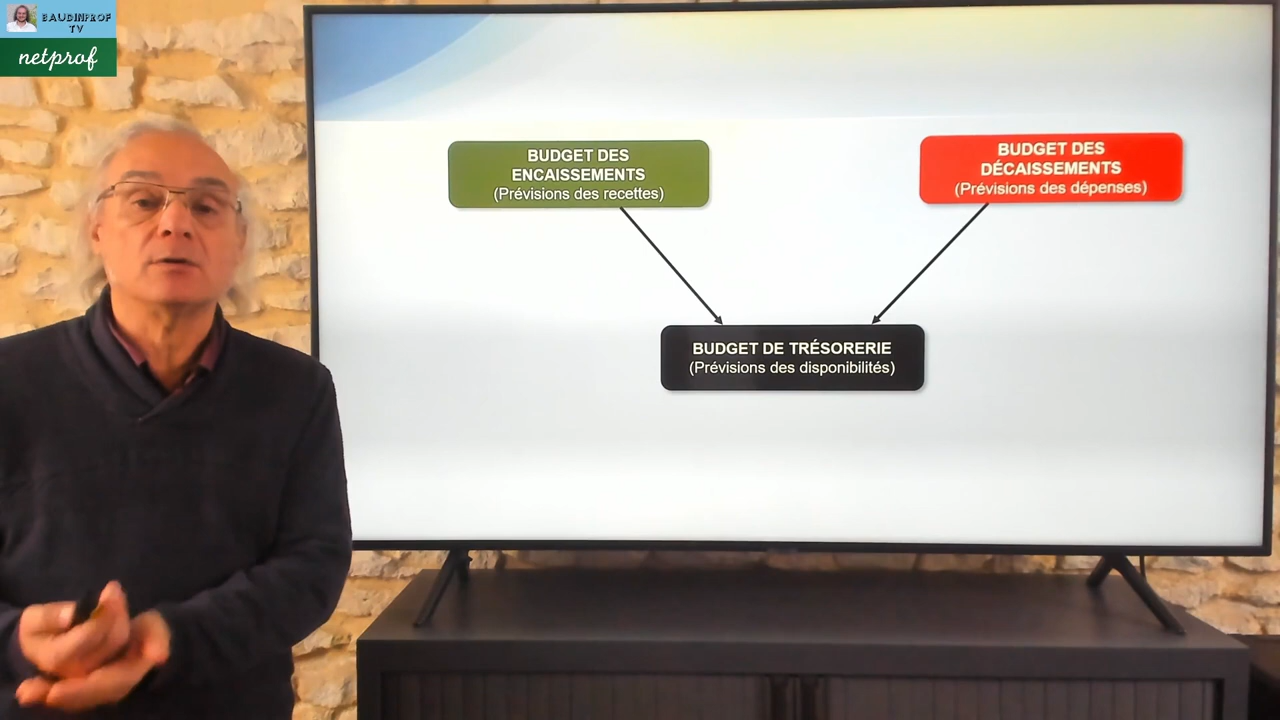 BAUDINPROF
TV
netprof
BUDGET DES
ENCAISSEMENTS
(Prévisions des recettes)
BUDGET DES
DÉCAISSEMENTS
(Prévisions des dépenses)
BUDGET DE TRÉSORERIE
(Prévisions des disponibilités)